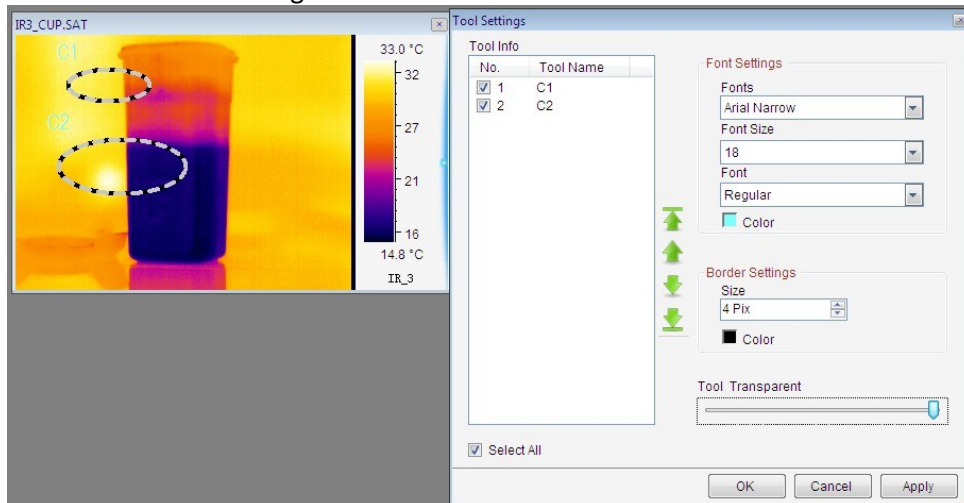 IR3_CUP.SAT
C1
C2
33.0 °C
32
27
21
16
14.8 °C
IR_3
Tool Settings
Tool Info
No. Tool Name
1 C1
2 C2
Select All
Font Settings
Fonts
Arial Narrow
Font Size
18
Font
Regular
Color
Border Settings
Size
4 Pix
Color
Tool Transparent
OK Cancel Apply